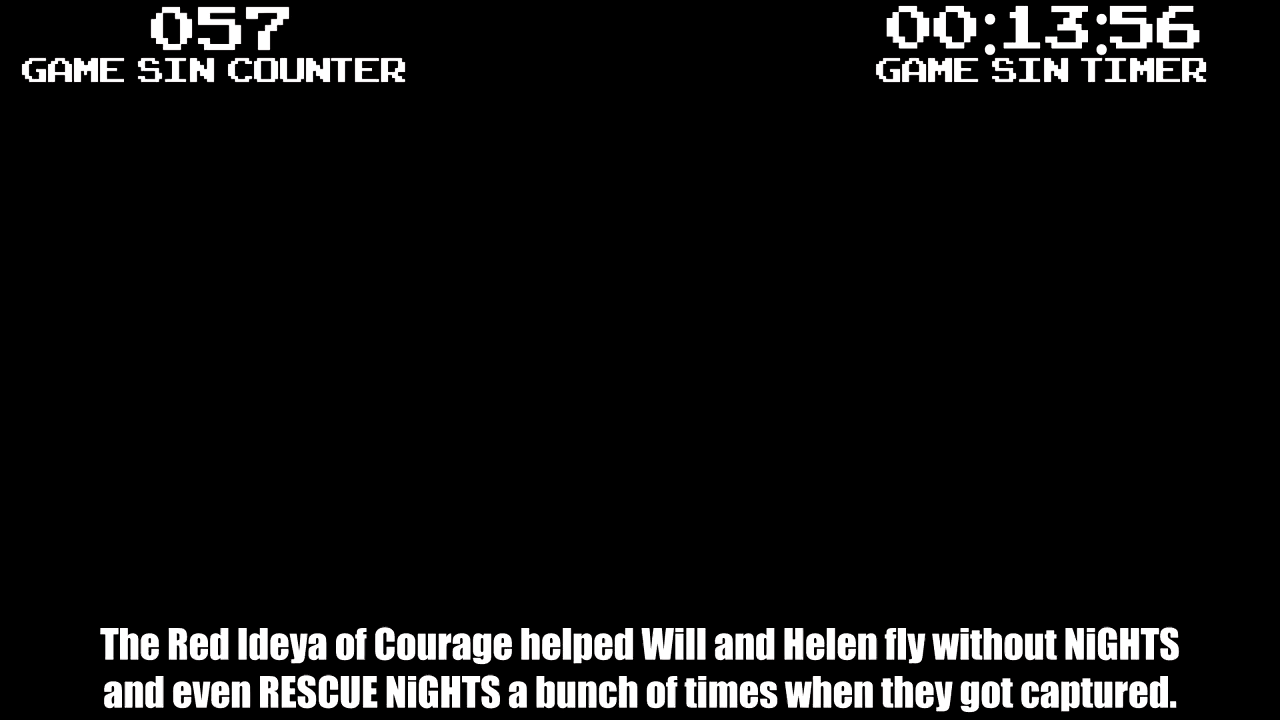 057
GAME SIN COUNTER
00:13:56
GAME SIN TIMER
The Red Ideya of Courage helped Will and Helen fly without NiGHTS
and even RESCUE NiGHTS a bunch of times when they got captured.